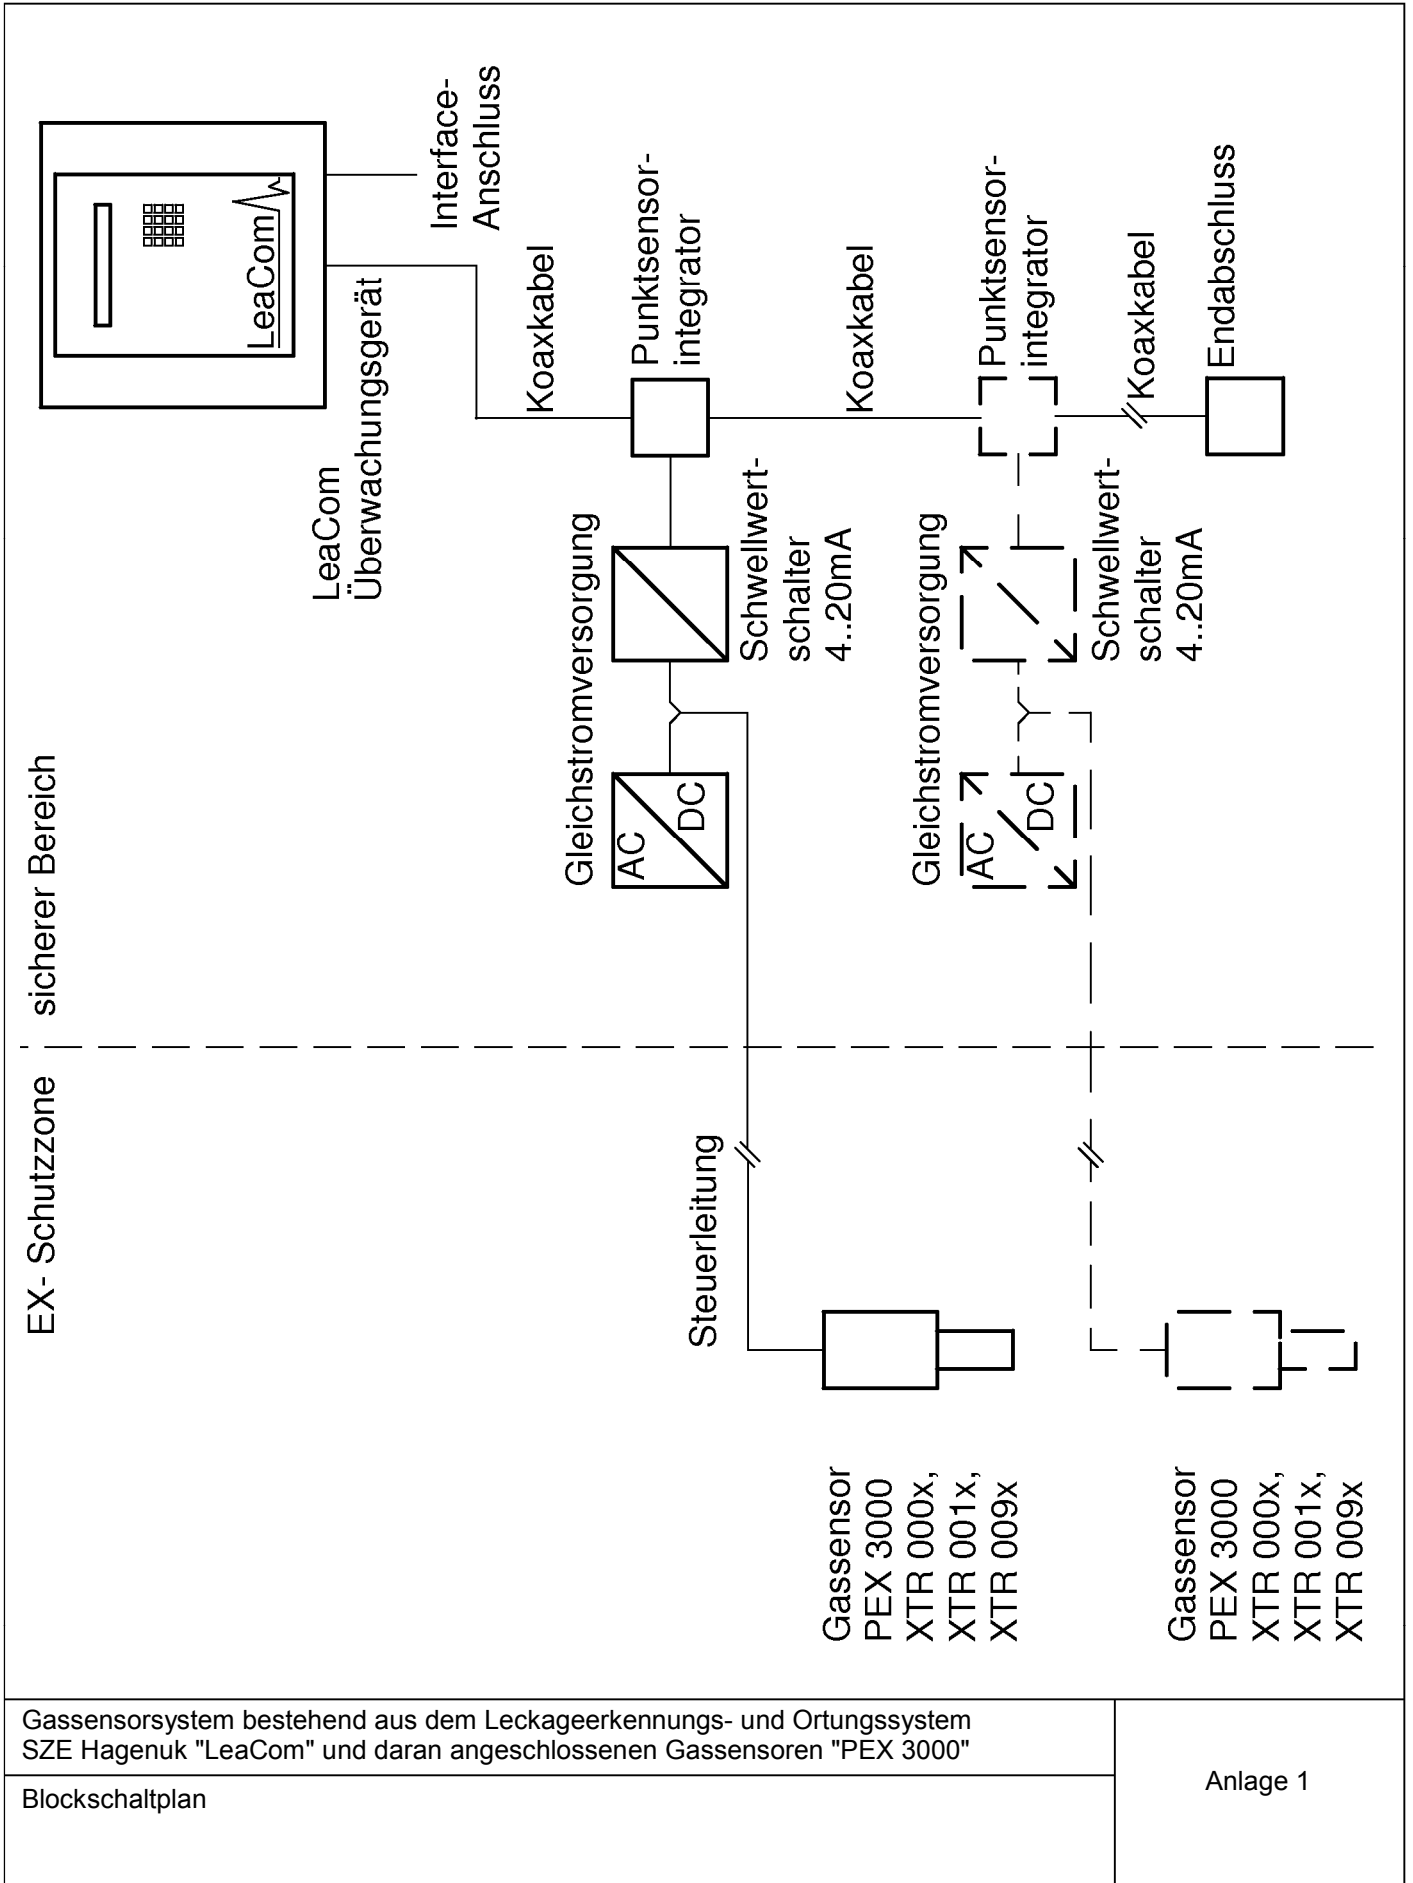 EX- Schutzzone
sicherer Bereich
LeaCom
LeaCom
Überwachungsgerät
Interface-
Anschluss
Koaxkabel
Gleichstromversorgung
AC
DC
Schwellwert-
schalter
4..20mA
Punktsensor-
integrator
Steuerleitung
Koaxkabel
Gassensor
PEX 3000
XTR 000x,
XTR 001x,
XTR 009x
Gleichstromversorgung
AC
DC
Schwellwert-
schalter
4..20mA
Punktsensor-
integrator
Koaxkabel
Endabschluss
Gassensor
PEX 3000
XTR 000x,
XTR 001x,
XTR 009x
Gassensorsystem bestehend aus dem Leckageerkennungs- und Ortungssystem
SZE Hagenuk "LeaCom" und daran angeschlossenen Gassensoren "PEX 3000"
Blockschaltplan
Anlage 1